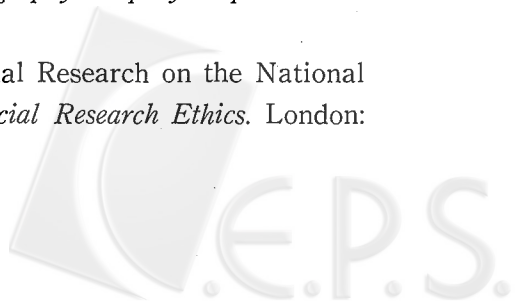 al Research on the National
cial Research Ethics. London:
C.E.P.S.